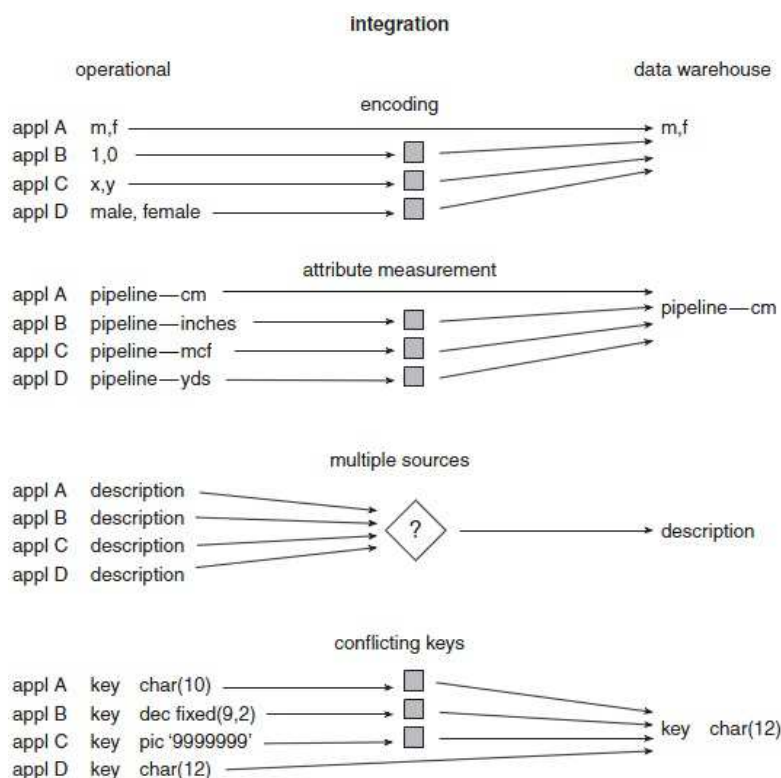 integration
operational data warehouse
encoding
appl A m,f m,f
appl B 1,0
appl C x,y
appl D male, female
attribute measurement
appl A pipeline—cm
pipeline—cm
appl B pipeline—inches
appl C pipeline—mcf
appl D pipeline—yds
multiple sources
appl A description
appl B description
?
description
appl C description
appl D description
conflicting keys
appl A key char(10)
appl B key dec fixed(9,2)
key char(12)
appl C key pic ‘9999999’
appl D key char(12)